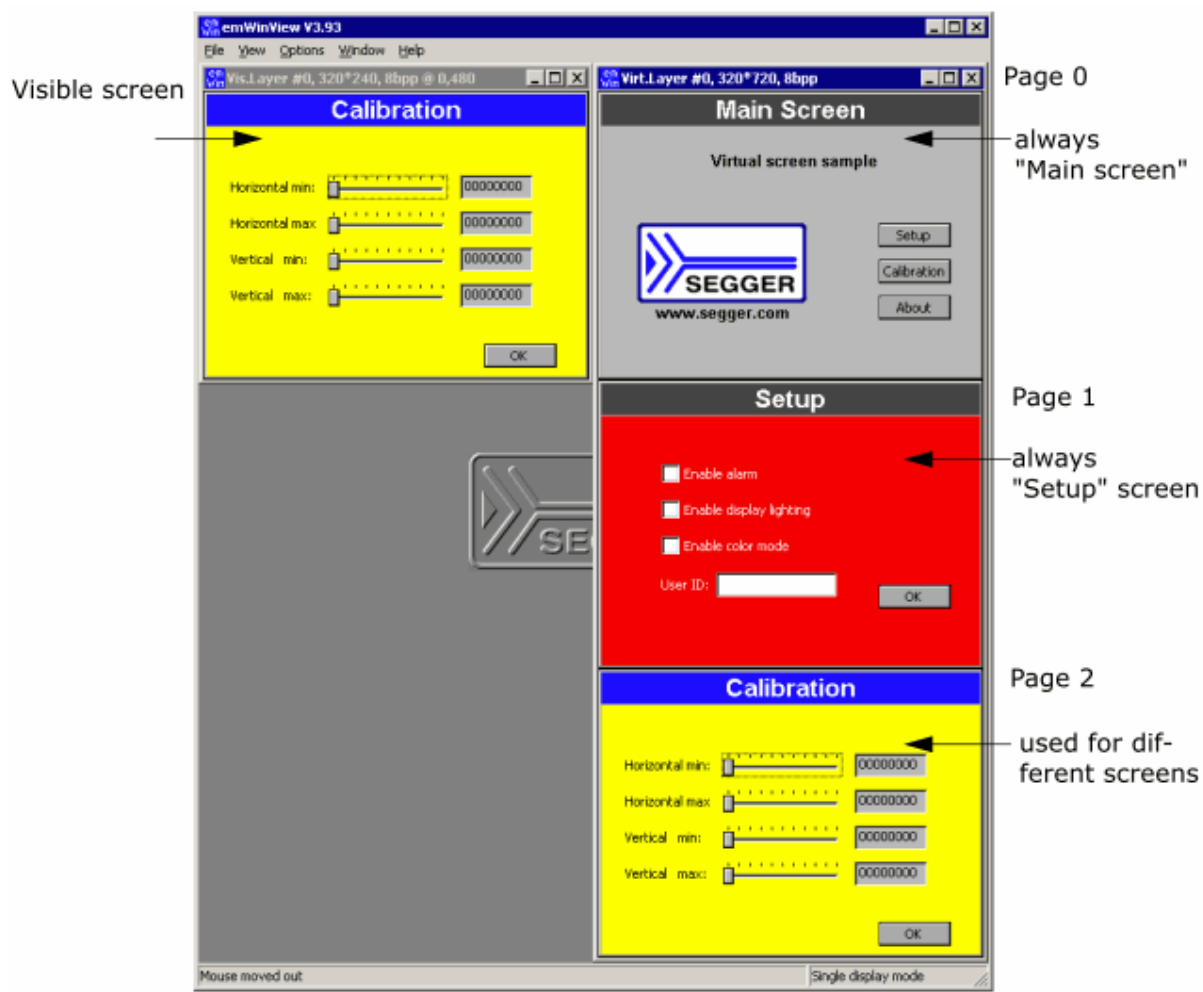 emWinView V3.93
File View Options Window Help
Visible screen
Vis.Layer #0, 320*240, 8bpp @ 0,480
Calibration
Horizontal min: 00000000
Horizontal max 00000000
Vertical min: 00000000
Vertical max: 00000000
OK
Virt.Layer #0, 320*720, 8bpp
Page 0
Main Screen
always
"Main screen"
Virtual screen sample
SEGGER
www.segger.com
Setup
Calibration
About
Setup
Page 1
always
"Setup" screen
Enable alarm
Enable display lighting
Enable color mode
User ID:
OK
SE
Calibration
Page 2
used for dif-
ferent screens
Horizontal min: 00000000
Horizontal max 00000000
Vertical min: 00000000
Vertical max: 00000000
OK
Mouse moved out
Single display mode